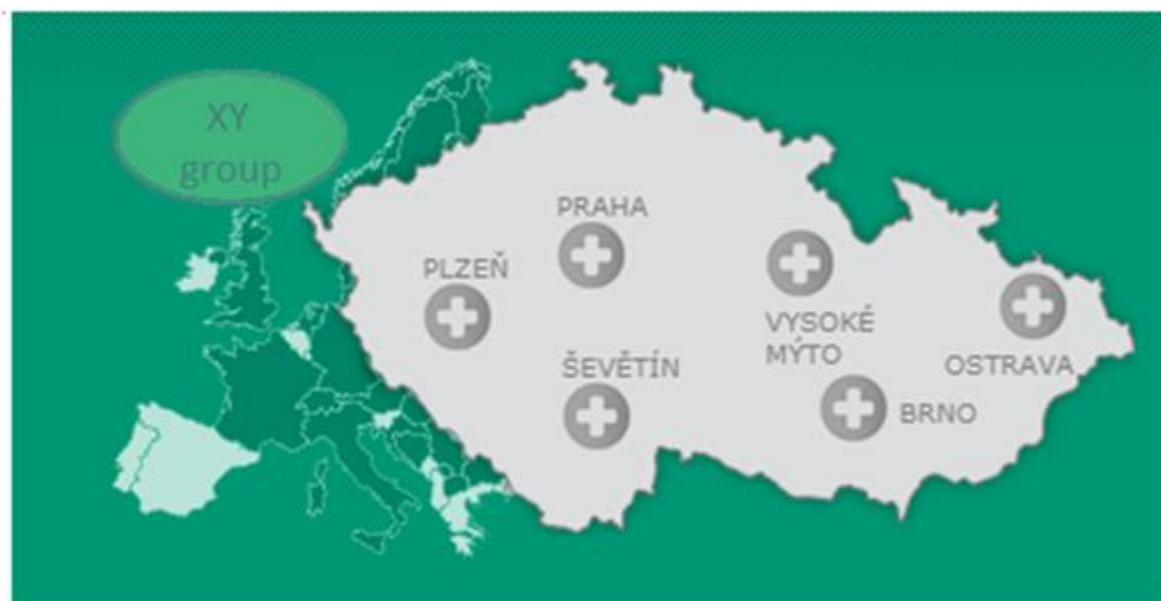 XY
group
PRAHA
PLZEŇ
VYSOKÉ
MÝTO
OSTRAVA
ŠEVĚTÍN
BRNO